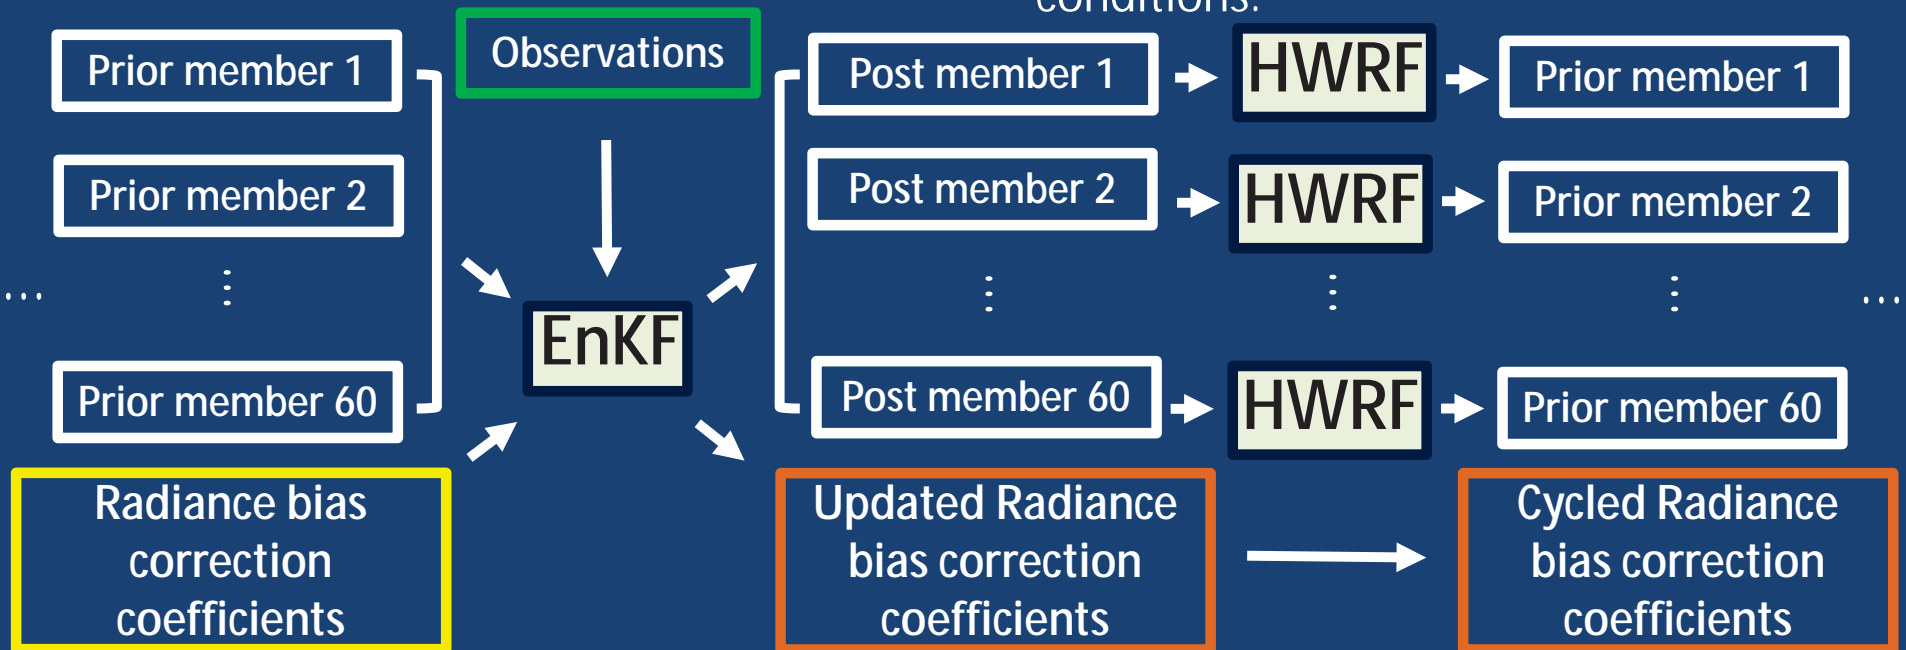 conditions.
Prior member 1
Observations
Post member 1
HWRF
Prior member 1
Prior member 2
Post member 2
HWRF
Prior member 2
...
...
...
...
...
...
EnKF
Prior member 60
Post member 60
HWRF
Prior member 60
Radiance bias
correction
coefficients
Updated Radiance
bias correction
coefficients
Cycled Radiance
bias correction
coefficients